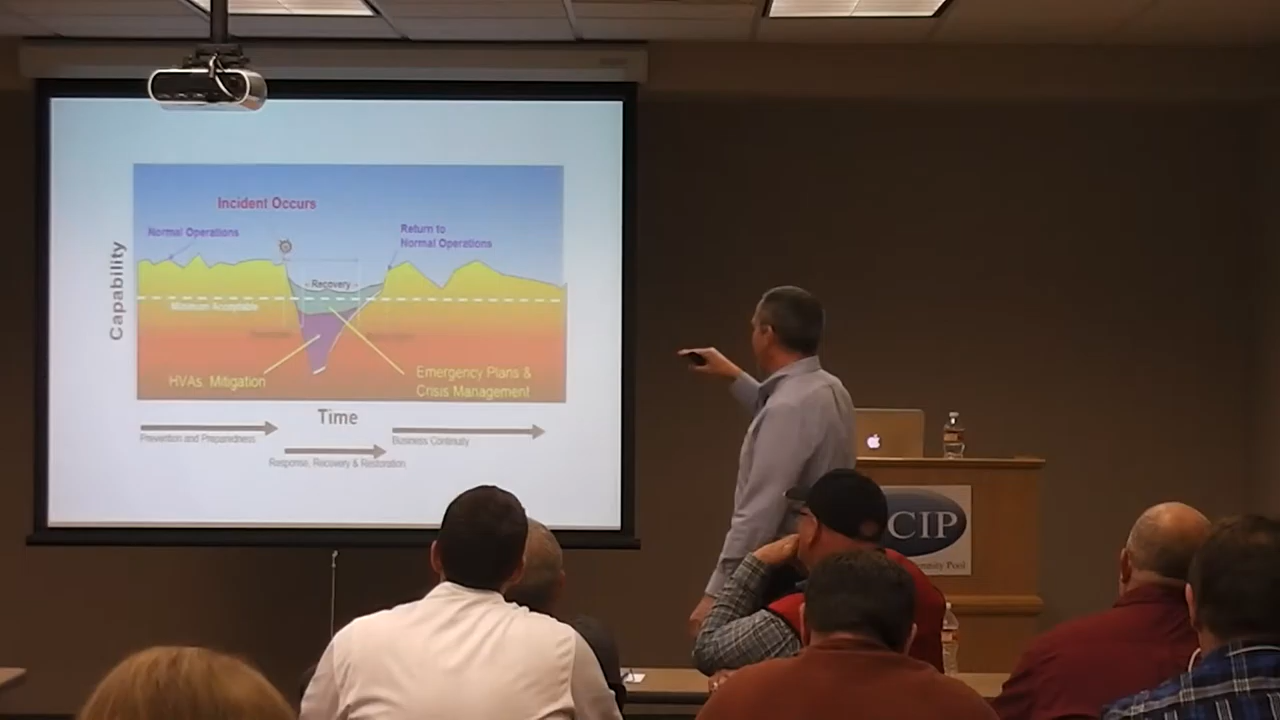 Incident Occurs
Normal Operations
Return to
Normal Operations
Capability
Recovery
Minimum Acceptable
HVAs, Mitigation
Emergency Plans &
Crisis Management
Time
Prevention and Preparedness
Business Continuity
Response, Recovery & Restoration
CIP
Pool